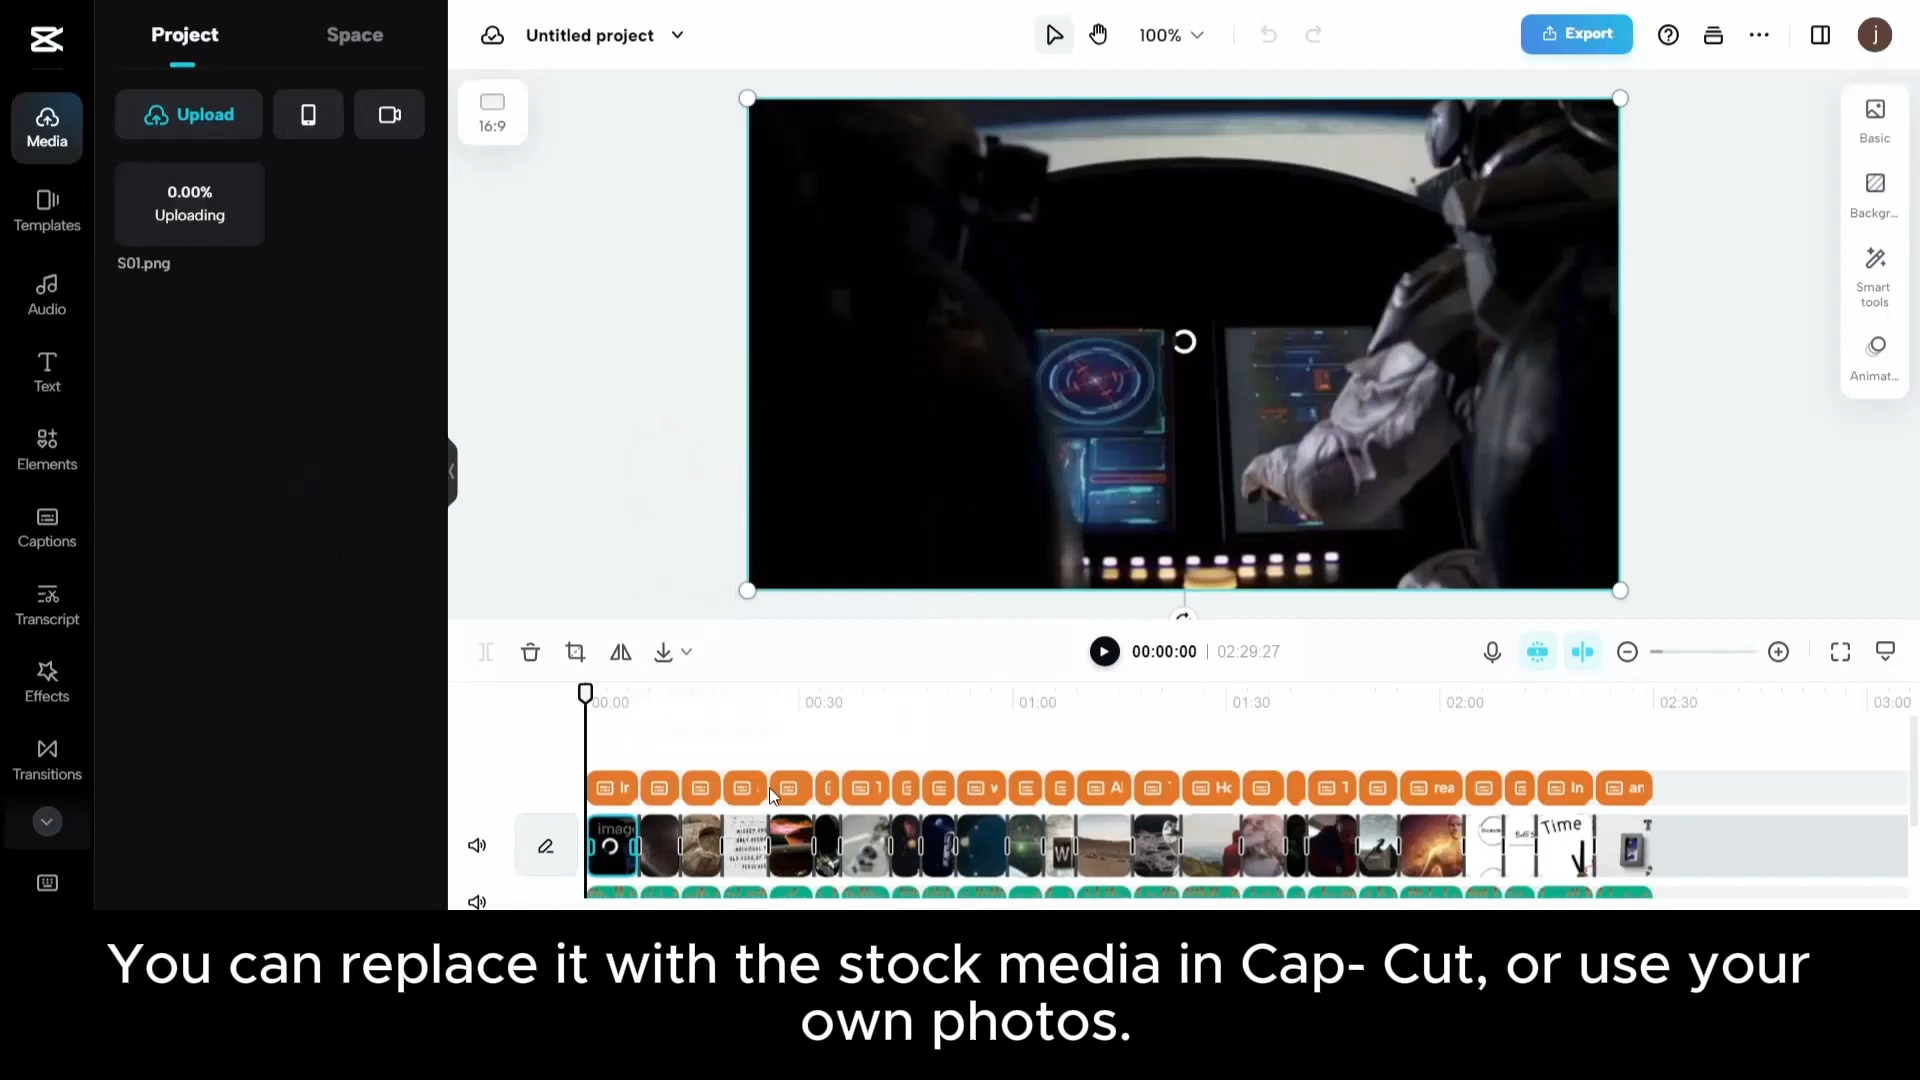 Project
Space
Untitled project
100%
Export
j
Upload
Media
16:9
Basic
0.00%
Uploading
S01.png
Templates
Backgr...
Audio
Smart
tools
Text
Animat...
Elements
Captions
Transcript
00:00:00 | 02:29:27
Effects
00:00
00:30
01:00
01:30
02:00
02:30
03:00
Transitions
You can replace it with the stock media in Cap- Cut, or use your
own photos.